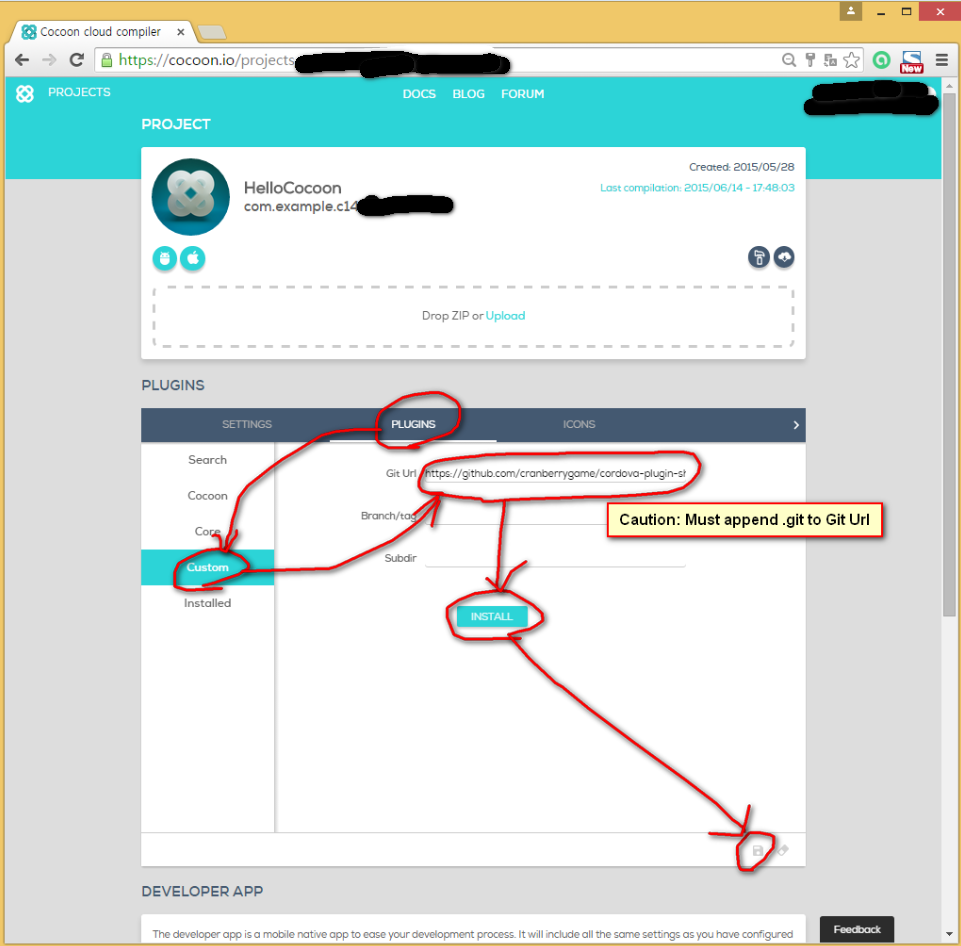 Cocoon cloud compiler
https://cocoon.io/projects
New
PROJECTS
DOCS BLOG FORUM
PROJECT
Created: 2015/05/28
HelloCocoon
Last compilation: 2015/06/14 - 17:48:03
com.example.c14
Drop ZIP or Upload
PLUGINS
SETTINGS PLUGINS ICONS
Search
Git Url https://github.com/cranberrygame/cordova-plugin-sh
Cocoon
Branch/tag
Caution: Must append .git to Git Url
Core
Subdir
Custom
Installed
INSTALL
DEVELOPER APP
The developer app is a mobile native app to ease your development process. It will include all the same settings as you have configured
Feedback